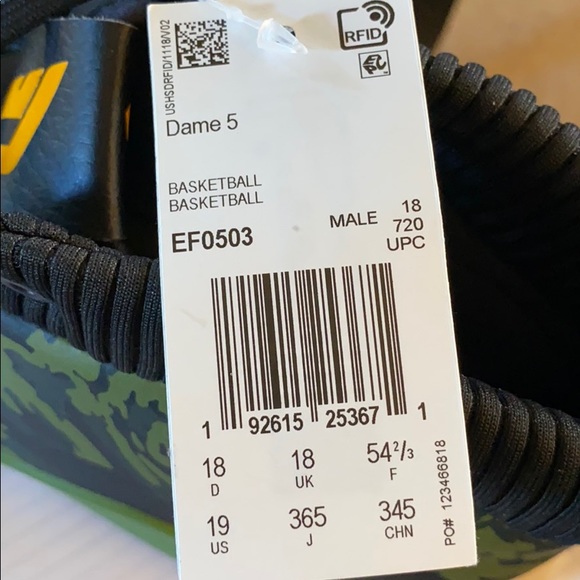 USHSDRFID/1118/V02
RFID
Dame 5
BASKETBALL
BASKETBALL
EF0503
MALE
18
720
UPC
1 92615 25367 1
18 18 54²/₃
D UK F
19 365 345
US J CHN
PO# 123466818